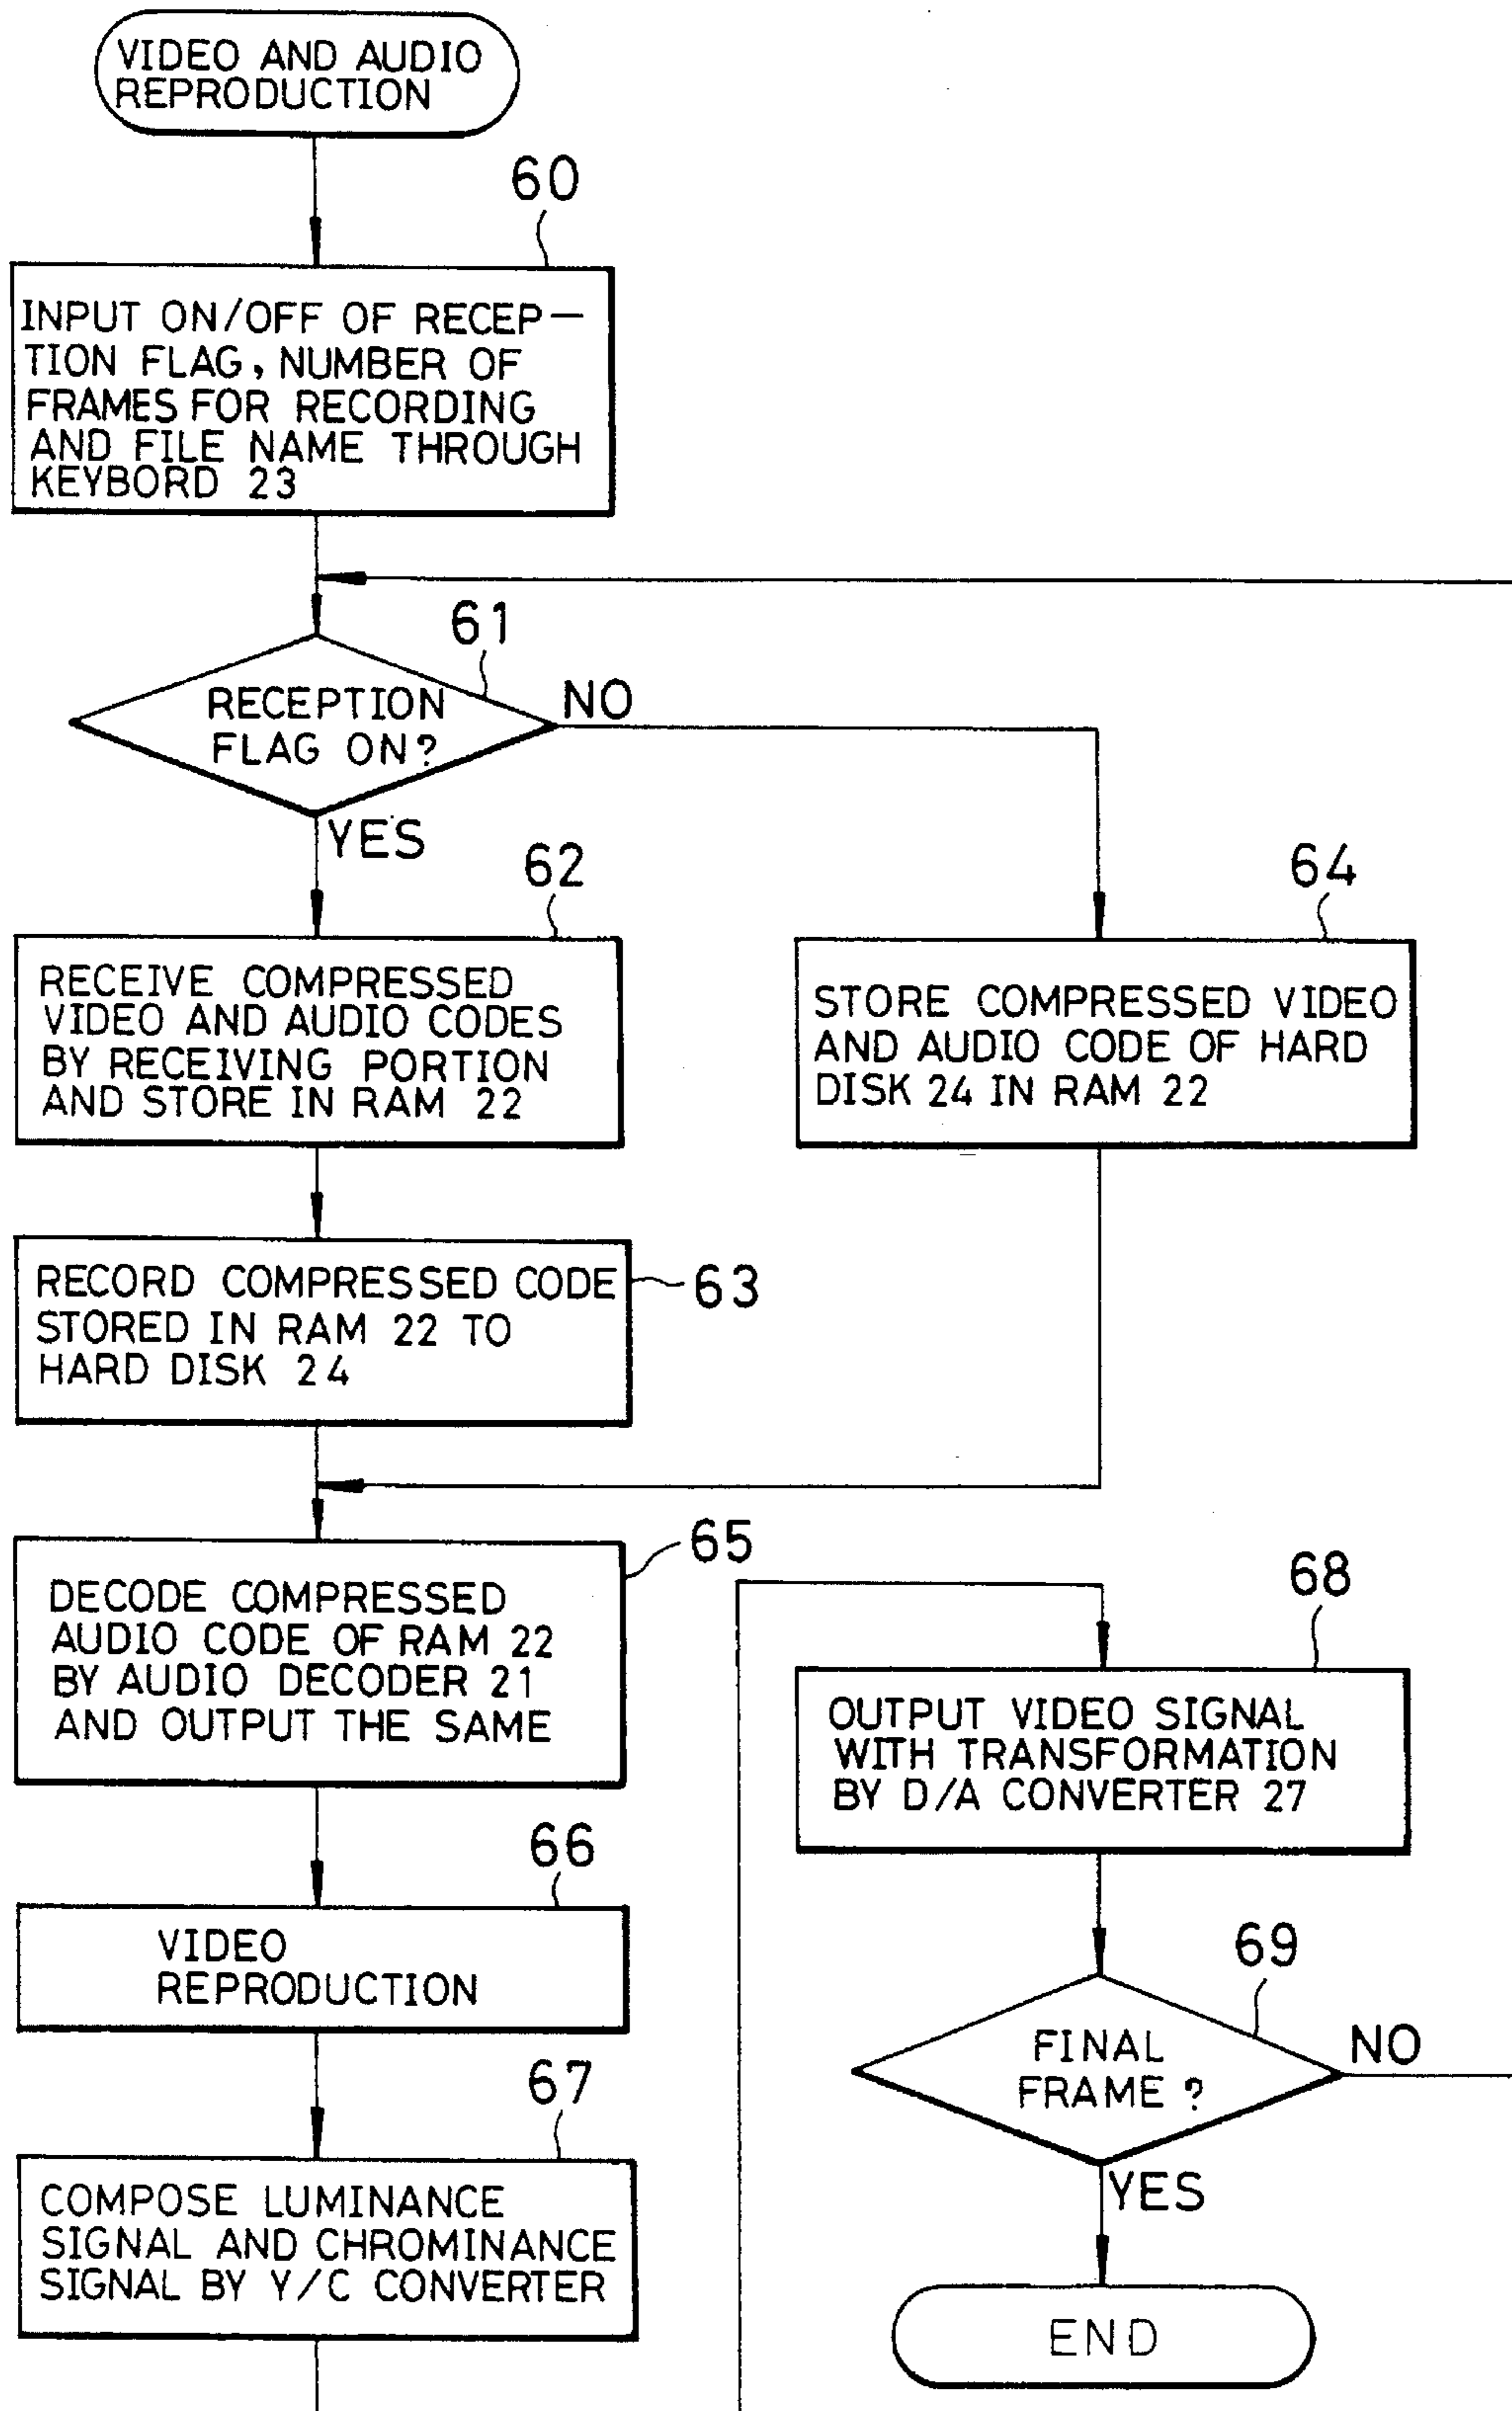 VIDEO AND AUDIO
REPRODUCTION
60
INPUT ON/OFF OF RECEP-
TION FLAG, NUMBER OF
FRAMES FOR RECORDING
AND FILE NAME THROUGH
KEYBORD 23
61
RECEPTION
FLAG ON?
NO
YES
62
RECEIVE COMPRESSED
VIDEO AND AUDIO CODES
BY RECEIVING PORTION
AND STORE IN RAM 22
64
STORE COMPRESSED VIDEO
AND AUDIO CODE OF HARD
DISK 24 IN RAM 22
RECORD COMPRESSED CODE
STORED IN RAM 22 TO
HARD DISK 24
63
65
DECODE COMPRESSED
AUDIO CODE OF RAM 22
BY AUDIO DECODER 21
AND OUTPUT THE SAME
66
VIDEO
REPRODUCTION
67
COMPOSE LUMINANCE
SIGNAL AND CHROMINANCE
SIGNAL BY Y/C CONVERTER
68
OUTPUT VIDEO SIGNAL
WITH TRANSFORMATION
BY D/A CONVERTER 27
69
FINAL
FRAME?
NO
YES
END